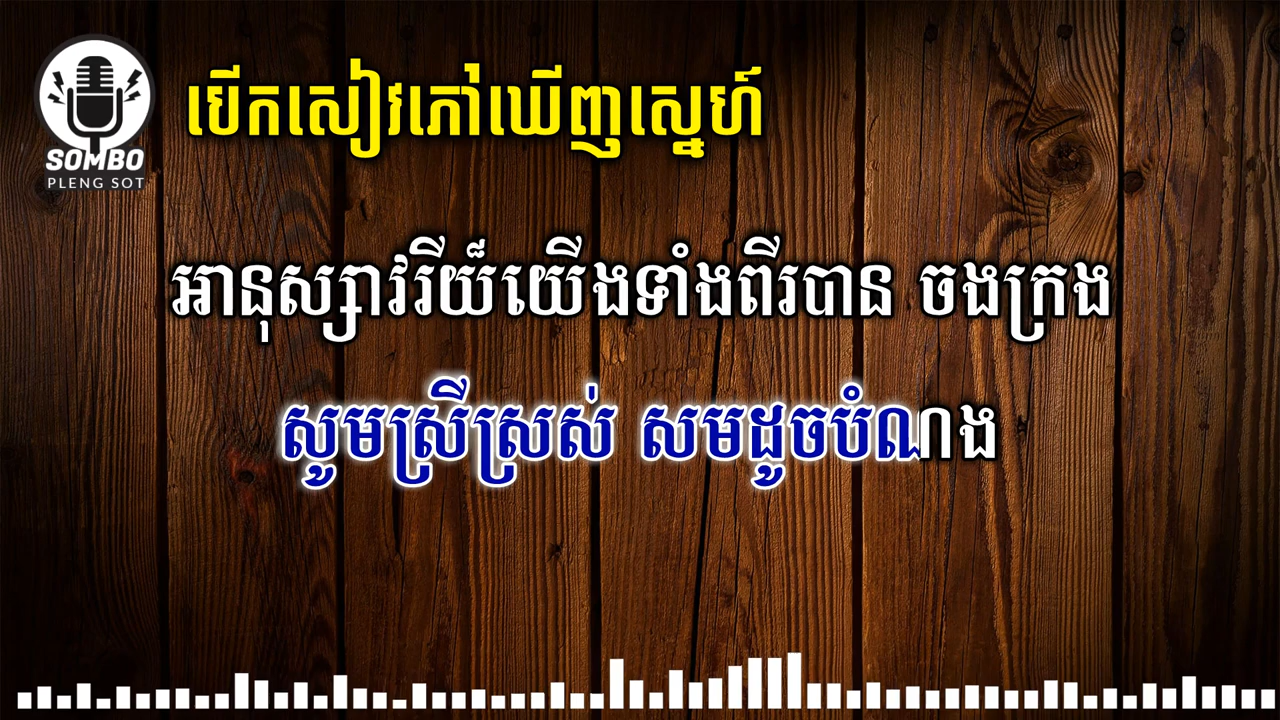 SOMBO
PLENG SOT
បើកសៀវភៅឃើញស្នេហ៍
អានុស្សាវរីយ៍យើងទាំងពីរបាន ចងក្រង
សូមស្រីស្រស់ សមដូចបំណង